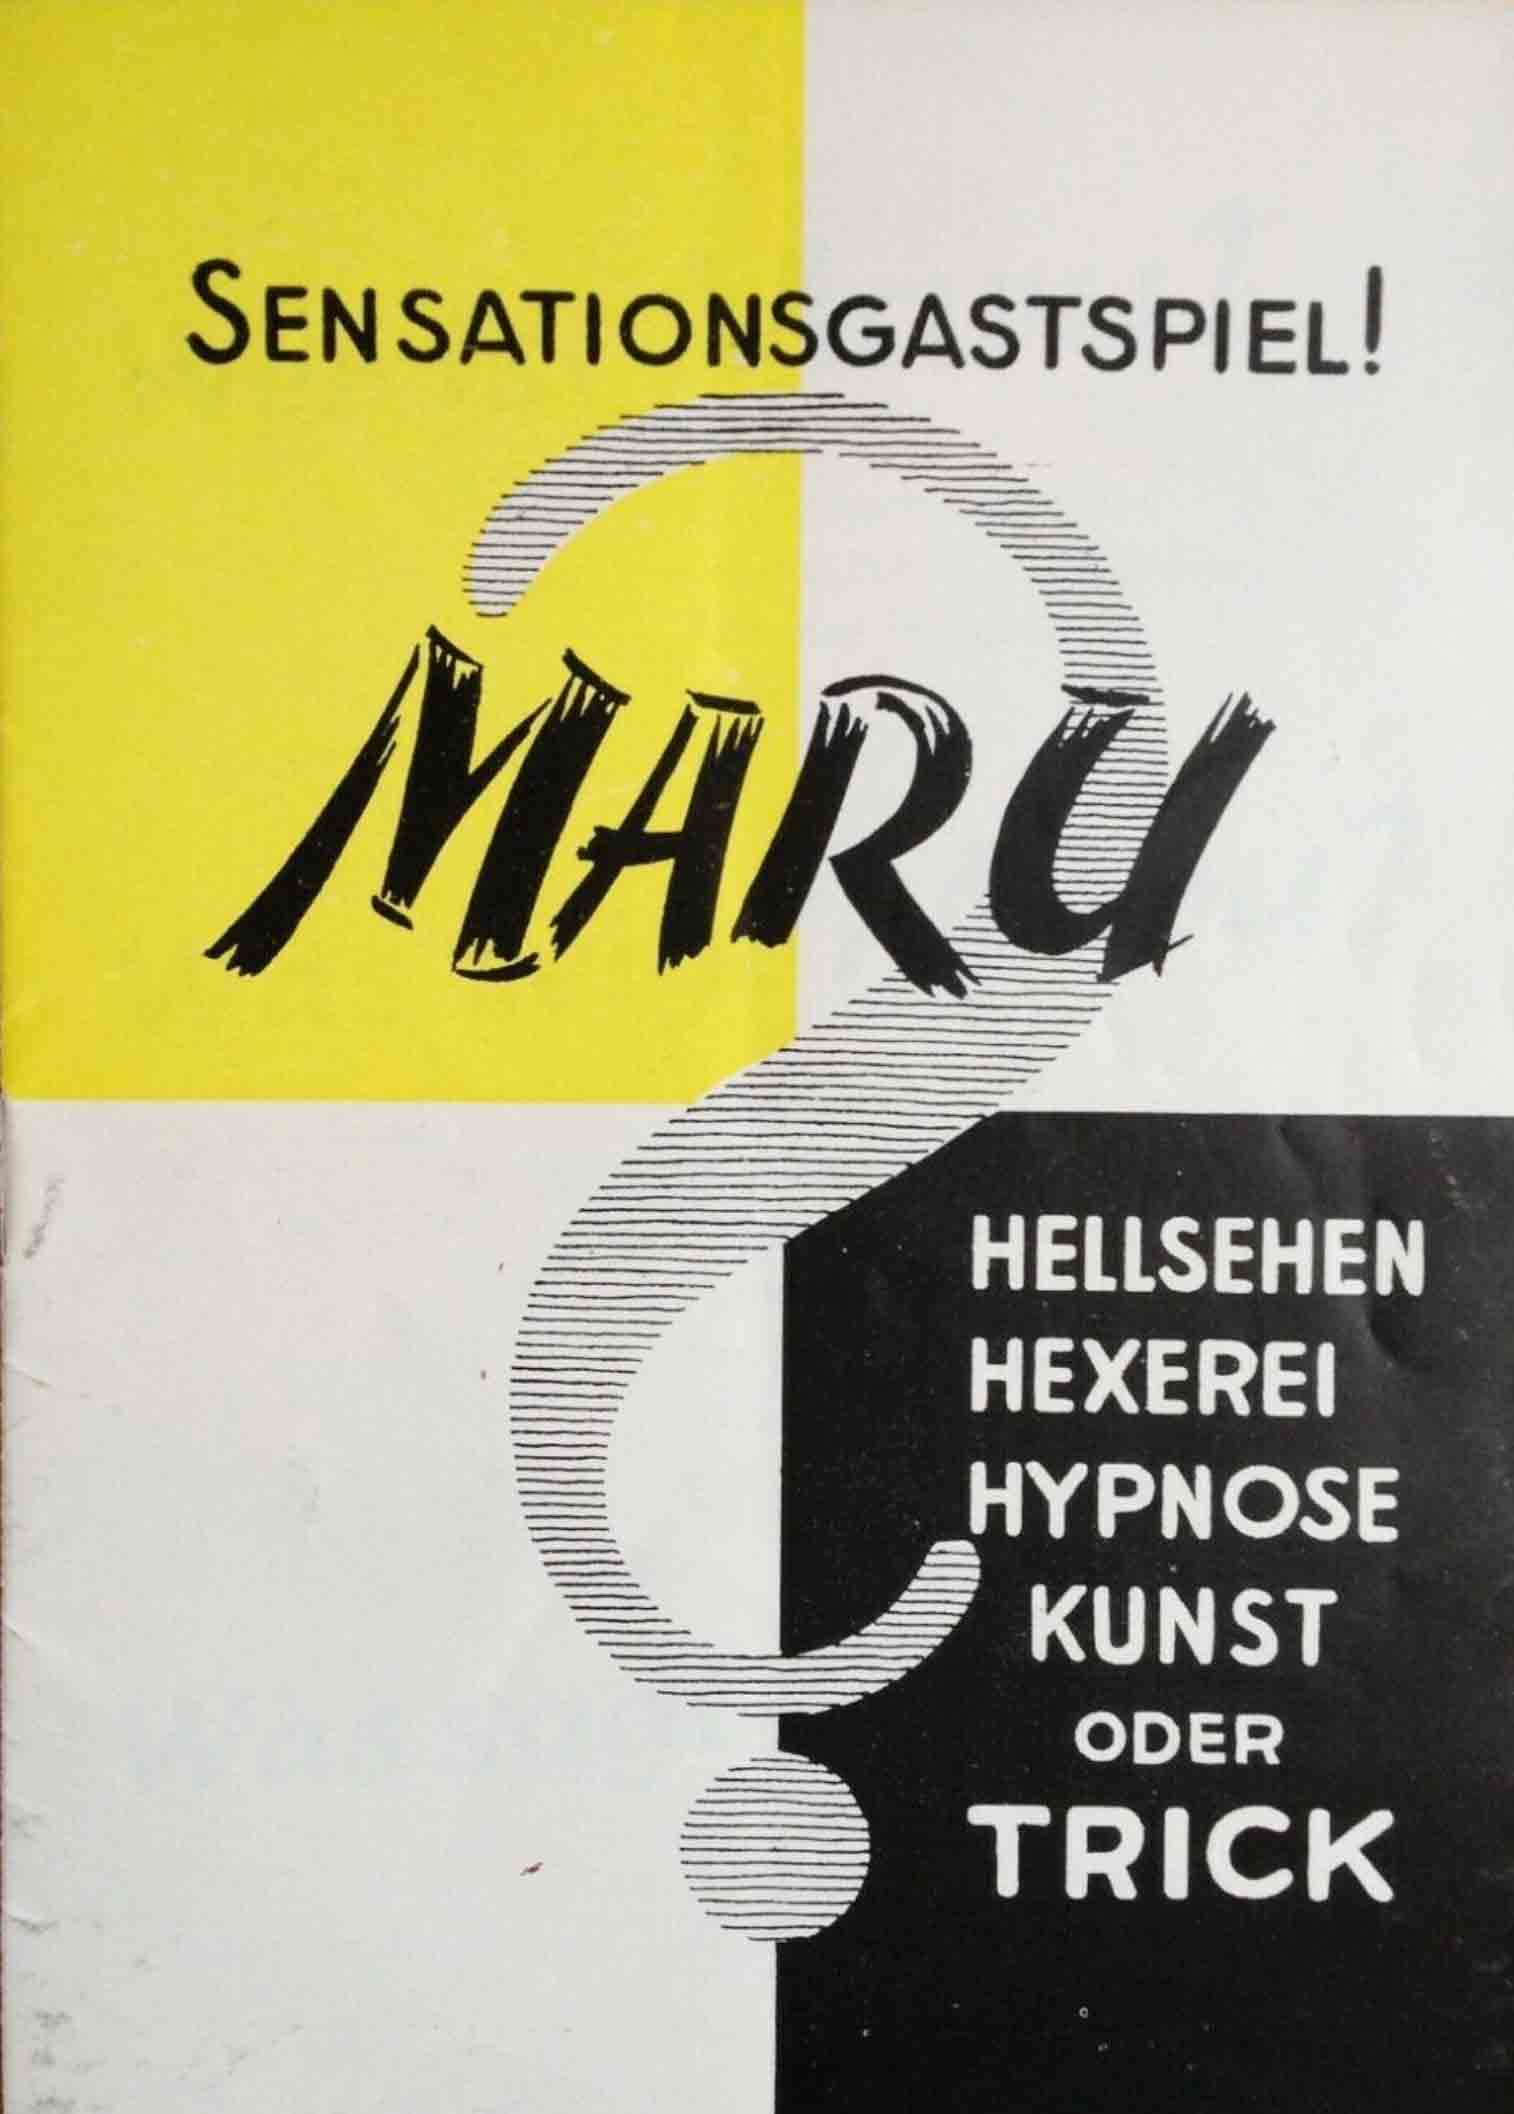 SENSATIONSGASTSPIEL!
MARU
HELLSEHEN
HEXEREI
HYPNOSE
KUNST
ODER
TRICK